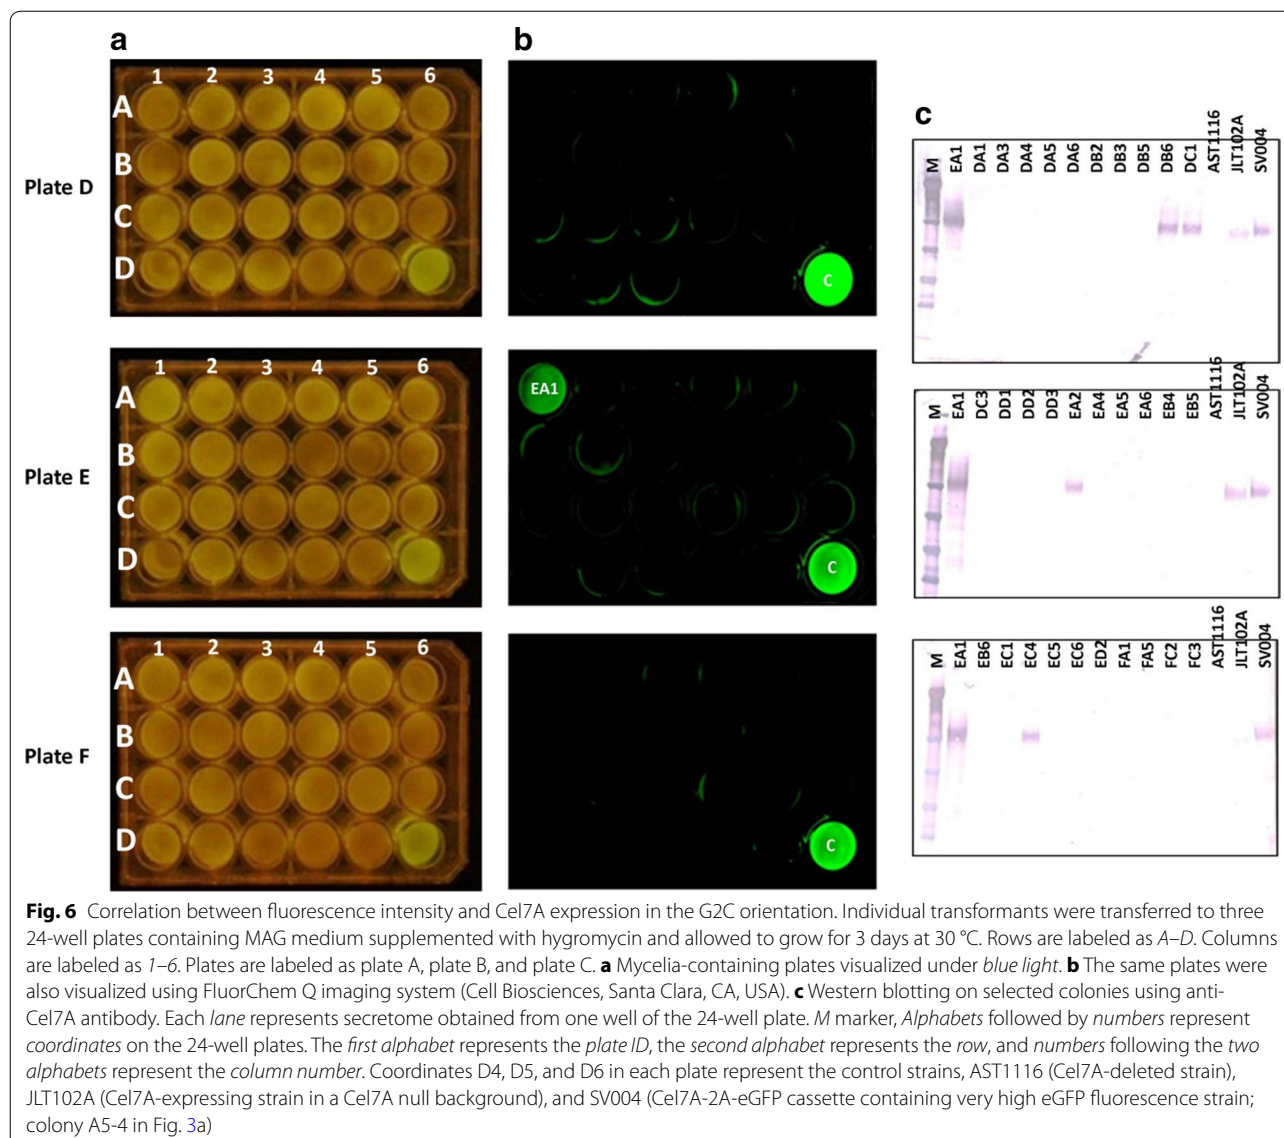 a
b
1 2 3 4 5 6
A
B
C
D
Plate D
C
c
M EA1 DA1 DA3 DA4 DA5 DA6 DB2 DB3 DB5 DB6 DC1 AST1116 JLT102A SV004
1 2 3 4 5 6
A
B
C
D
Plate E
EA1
C
M EA1 DC3 DD1 DD2 DD3 EA2 EA4 EA5 EA6 EB4 EB5 AST1116 JLT102A SV004
1 2 3 4 5 6
A
B
C
D
Plate F
C
M EA1 EB6 EC1 EC4 EC5 EC6 ED2 FA1 FA5 FC2 FC3 AST1116 JLT102A SV004
Fig. 6 Correlation between fluorescence intensity and Cel7A expression in the G2C orientation. Individual transformants were transferred to three
24-well plates containing MAG medium supplemented with hygromycin and allowed to grow for 3 days at 30 °C. Rows are labeled as A–D. Columns
are labeled as 1–6. Plates are labeled as plate A, plate B, and plate C. a Mycelia-containing plates visualized under blue light. b The same plates were
also visualized using FluorChem Q imaging system (Cell Biosciences, Santa Clara, CA, USA). c Western blotting on selected colonies using anti-
Cel7A antibody. Each lane represents secretome obtained from one well of the 24-well plate. M marker, Alphabets followed by numbers represent
coordinates on the 24-well plates. The first alphabet represents the plate ID, the second alphabet represents the row, and numbers following the two
alphabets represent the column number. Coordinates D4, D5, and D6 in each plate represent the control strains, AST1116 (Cel7A-deleted strain),
JLT102A (Cel7A-expressing strain in a Cel7A null background), and SV004 (Cel7A-2A-eGFP cassette containing very high eGFP fluorescence strain;
colony A5-4 in Fig. 3a)